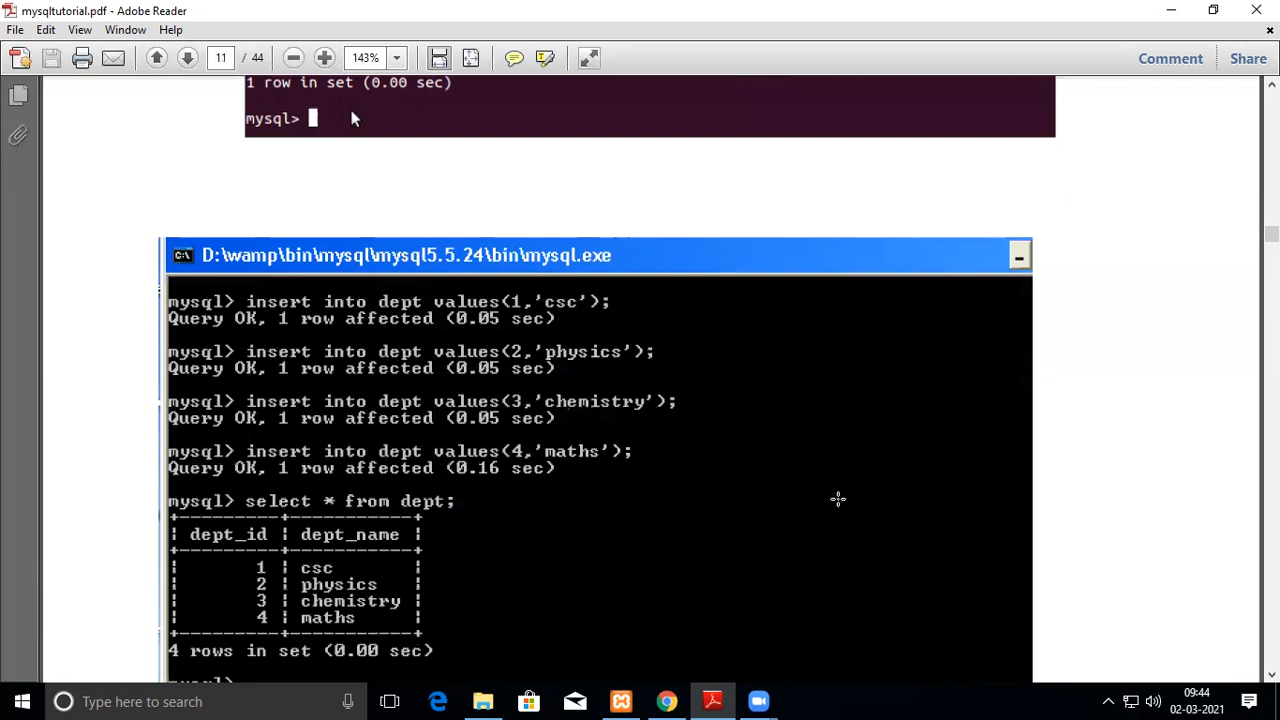 mysqltutorial.pdf - Adobe Reader
File Edit View Window Help
11 / 44 143% Comment Share
1 row in set (0.00 sec)
mysql>
D:\wamp\bin\mysql\mysql5.5.24\bin\mysql.exe
mysql> insert into dept values(1,'csc');
Query OK, 1 row affected (0.05 sec)
mysql> insert into dept values(2,'physics');
Query OK, 1 row affected (0.05 sec)
mysql> insert into dept values(3,'chemistry');
Query OK, 1 row affected (0.05 sec)
mysql> insert into dept values(4,'maths');
Query OK, 1 row affected (0.16 sec)
mysql> select * from dept;
+---------+-----------+
| dept_id | dept_name |
+---------+-----------+
| 1 | csc |
| 2 | physics |
| 3 | chemistry |
| 4 | maths |
+---------+-----------+
4 rows in set (0.00 sec)
mysql>
Type here to search
09:44
02-03-2021